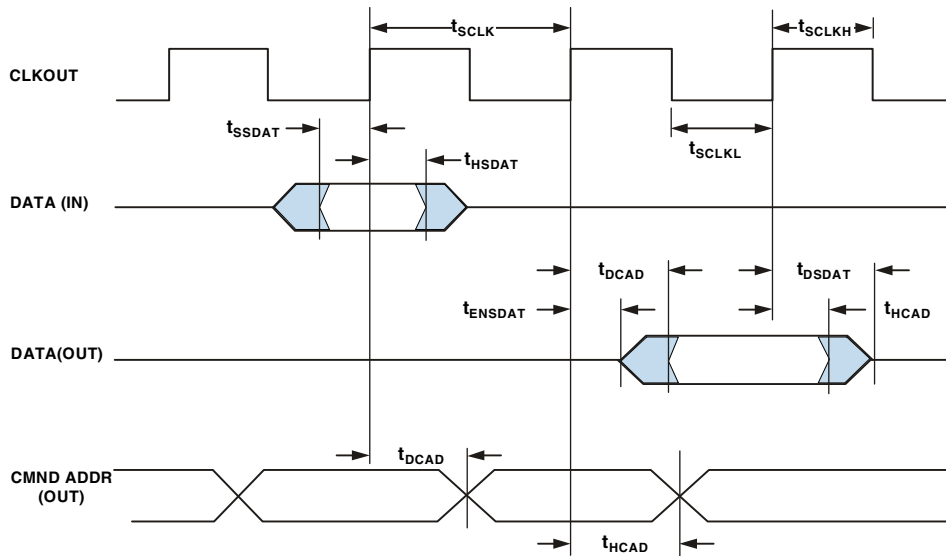 tSCLK
tSCLKH
CLKOUT
tSSDAT
tHSDAT
tSCLKL
DATA (IN)
tDCAD
tDSDAT
tENSDAT
tHCAD
DATA(OUT)
tDCAD
CMND ADDR
(OUT)
tHCAD